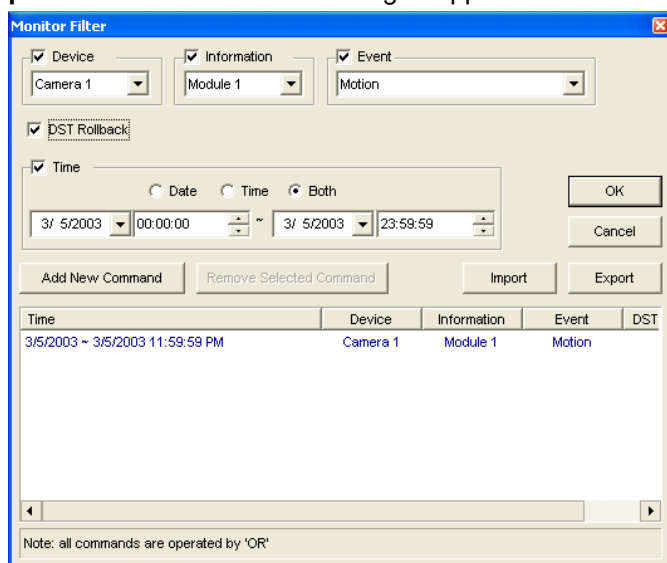 Monitor Filter
Device
Information
Event
Camera 1
Module 1
Motion
DST Rollback
Time
Date Time Both
3/ 5/2003 00:00:00 ~ 3/ 5/2003 23:59:59
OK
Cancel
Add New Command Remove Selected Command Import Export
Time Device Information Event DST
3/5/2003 ~ 3/5/2003 11:59:59 PM Camera 1 Module 1 Motion
Note: all commands are operated by 'OR'